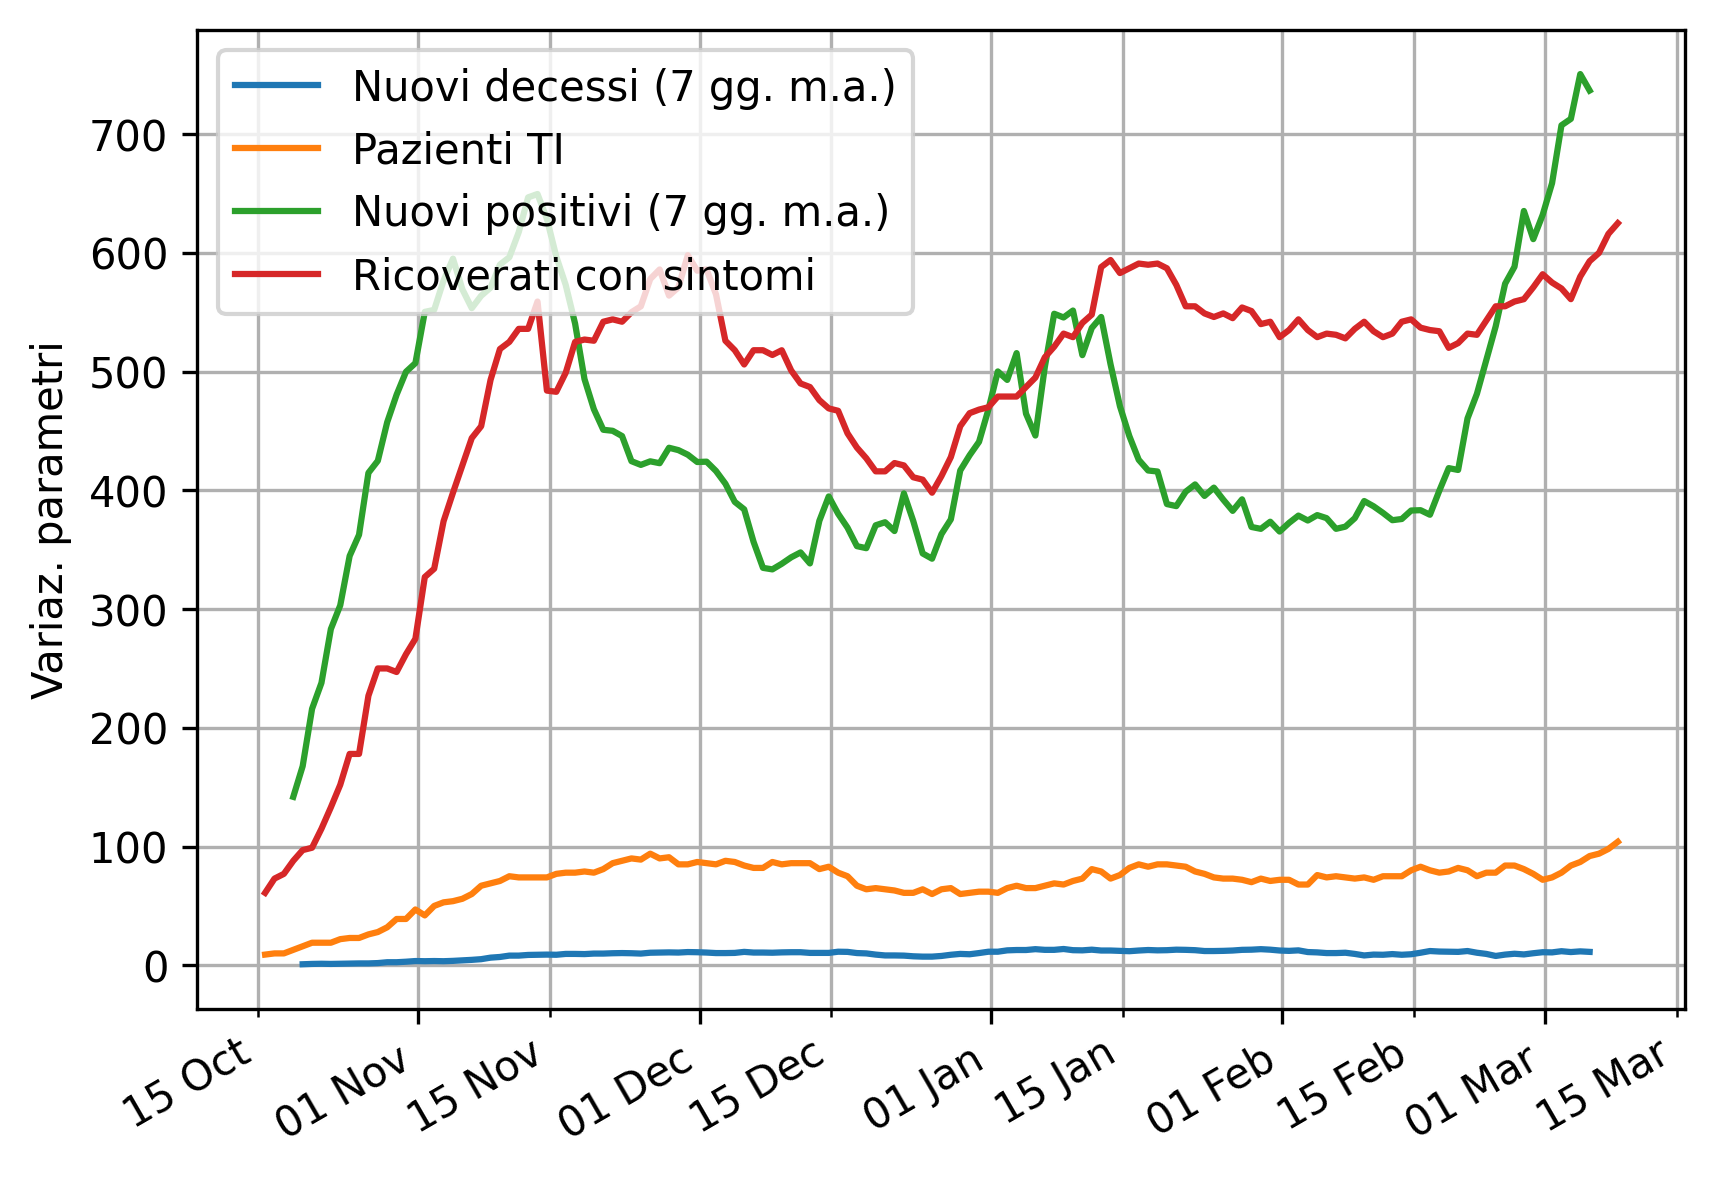 Nuovi decessi (7 gg. m.a.)
Pazienti TI
Nuovi positivi (7 gg. m.a.)
Ricoverati con sintomi
Variaz. parametri
700
600
500
400
300
200
100
0
15 Oct
01 Nov
15 Nov
01 Dec
15 Dec
01 Jan
15 Jan
01 Feb
15 Feb
01 Mar
15 Mar